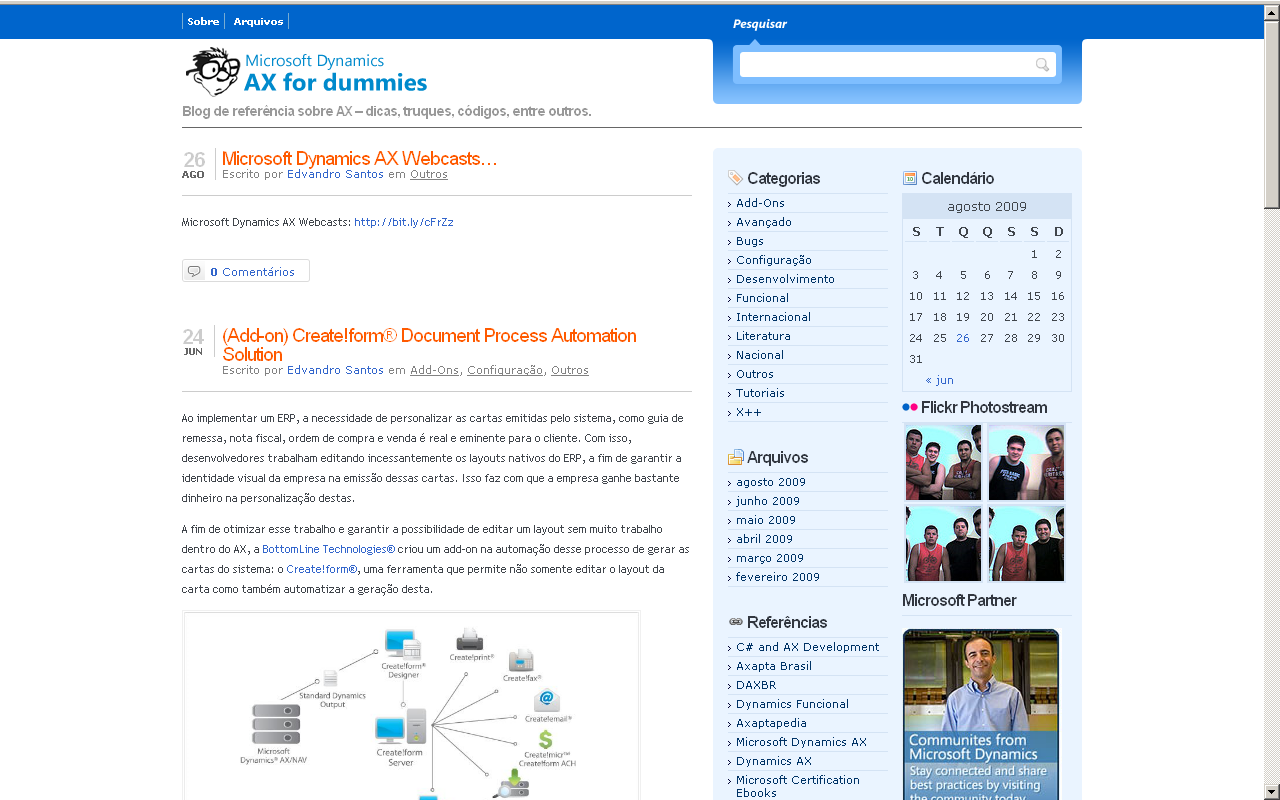 Sobre
Arquivos
Pesquisar
Microsoft Dynamics
AX for dummies
Blog de referência sobre AX – dicas, truques, códigos, entre outros.
26
AGO
Microsoft Dynamics AX Webcasts…
Escrito por Edvandro Santos em Outros
Microsoft Dynamics AX Webcasts: http://bit.ly/cFrZz
0 Comentários
24
JUN
(Add-on) Create!form® Document Process Automation
Solution
Escrito por Edvandro Santos em Add-Ons, Configuração, Outros
Ao implementar um ERP, a necessidade de personalizar as cartas emitidas pelo sistema, como guia de
remessa, nota fiscal, ordem de compra e venda é real e eminente para o cliente. Com isso,
desenvolvedores trabalham editando incessantemente os layouts nativos do ERP, a fim de garantir a
identidade visual da empresa na emissão dessas cartas. Isso faz com que a empresa ganhe bastante
dinheiro na personalização destas.
A fim de otimizar esse trabalho e garantir a possibilidade de editar um layout sem muito trabalho
dentro do AX, a BottomLine Technologies® criou um add-on na automação desse processo de gerar as
cartas do sistema: o Create!form®, uma ferramenta que permite não somente editar o layout da
carta como também automatizar a geração desta.
Create!form®
Designer
Create!print®
Create!fax®
Standard Dynamics
Output
Create!email®
Microsoft
Dynamics® AX/NAV
Create!form
Server
Create!micr™
Create!form ACH
Categorias
Add-Ons
Avançado
Bugs
Configuração
Desenvolvimento
Funcional
Internacional
Literatura
Nacional
Outros
Tutoriais
X++
Arquivos
agosto 2009
junho 2009
maio 2009
abril 2009
março 2009
fevereiro 2009
Referências
C# and AX Development
Axapta Brasil
DAXBR
Dynamics Funcional
Axaptapedia
Microsoft Dynamics AX
Dynamics AX
Microsoft Certification
Ebooks
Calendário
agosto 2009
S T Q Q S S D
1 2
3 4 5 6 7 8 9
10 11 12 13 14 15 16
17 18 19 20 21 22 23
24 25 26 27 28 29 30
31
« jun
Flickr Photostream
Microsoft Partner
Communites from
Microsoft Dynamics
Stay connected and share
best practices by visiting
the community today